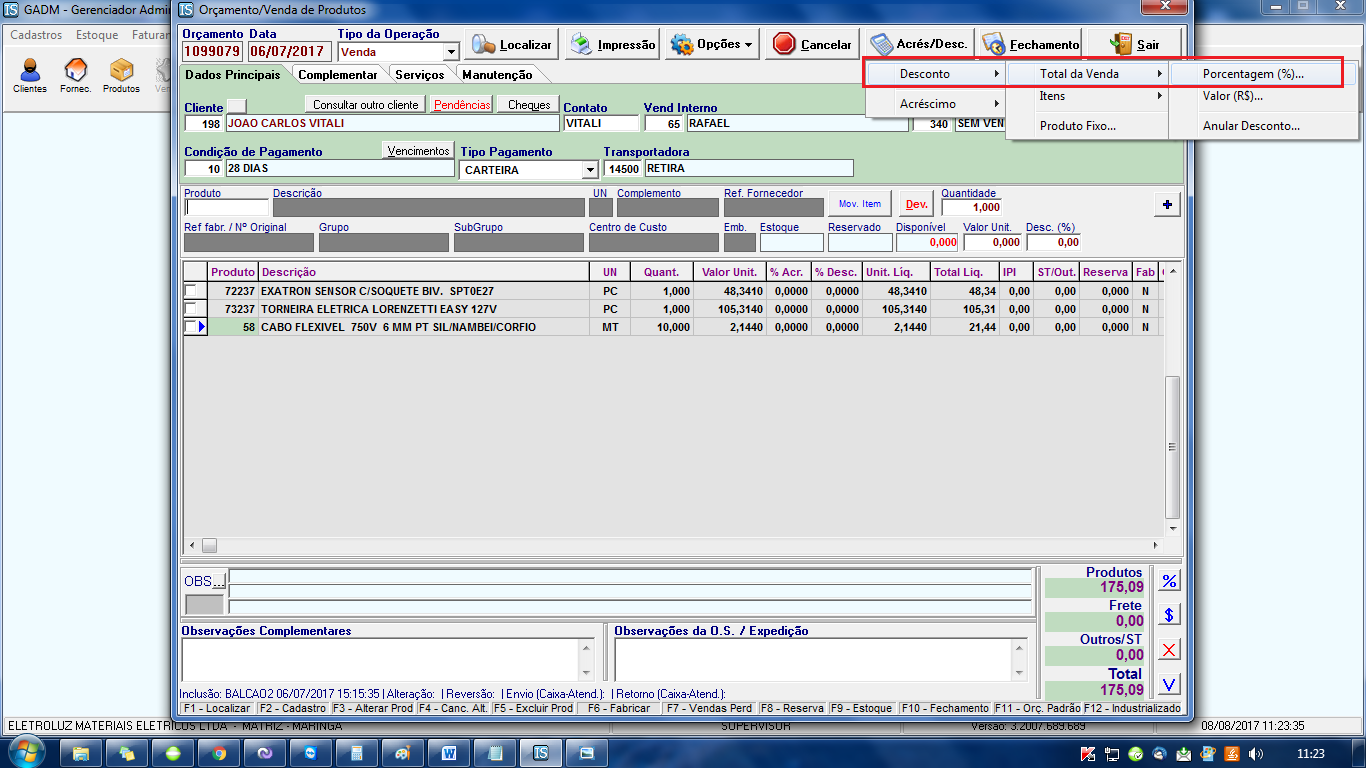 GADM - Gerenciador Admin
Orçamento/Venda de Produtos
Cadastros Estoque Faturar
Clientes Fornec. Produtos
Orçamento Data Tipo da Operação
1099079 06/07/2017 Venda
Localizar Impressão Opções Cancelar Acrés/Desc. Fechamento Sair
Dados Principais Complementar Serviços Manutenção
Desconto Total da Venda Porcentagem (%)...
Itens Valor (R$)...
Acréscimo
Produto Fixo... Anular Desconto...
Cliente Consultar outro cliente Pendências Cheques Contato Vend Interno
198 JOAO CARLOS VITALI VITALI 65 RAFAEL 340 SEM VEN
Condição de Pagamento Vencimentos Tipo Pagamento Transportadora
10 28 DIAS CARTEIRA 14500 RETIRA
Produto Descrição UN Complemento Ref. Fornecedor Mov. Item Dev. Quantidade
1,000 +
Ref fabr. / Nº Original Grupo SubGrupo Centro de Custo Emb. Estoque Reservado Disponível Valor Unit. Desc. (%)
0,000 0,000 0,00
Produto Descrição UN Quant. Valor Unit. % Acr. % Desc. Unit. Liq. Total Liq. IPI ST/Out. Reserva Fab
72237 EXATRON SENSOR C/SOQUETE BIV. SPT0E27 PC 1,000 48,3410 0,0000 0,0000 48,3410 48,34 0,00 0,00 0,000 N
73237 TORNEIRA ELETRICA LORENZETTI EASY 127V PC 1,000 105,3140 0,0000 0,0000 105,3140 105,31 0,00 0,00 0,000 N
58 CABO FLEXIVEL 750V 6 MM PT SIL/NAMBEI/CORFIO MT 10,000 2,1440 0,0000 0,0000 2,1440 21,44 0,00 0,00 0,000 N
OBS...
Produtos
175,09 %
Frete
0,00 $
Outros/ST
0,00 X
Total
175,09 V
Observações Complementares Observações da O.S. / Expedição
Inclusão: BALCAO2 06/07/2017 15:15:35 | Alteração: | Reversão: | Envio (Caixa-Atend.): | Retorno (Caixa-Atend.):
F1 - Localizar F2 - Cadastro F3 - Alterar Prod F4 - Canc. Alt. F5 - Excluir Prod F6 - Fabricar F7 - Vendas Perd F8 - Reserva F9 - Estoque F10 - Fechamento F11 - Orç. Padrão F12 - Industrializado
ELETROLUZ MATERIAIS ELETRICOS LTDA - MATRIZ - MARINGA SUPERVISOR Versão: 3.2007.689.689 08/08/2017 11:23:35
11:23